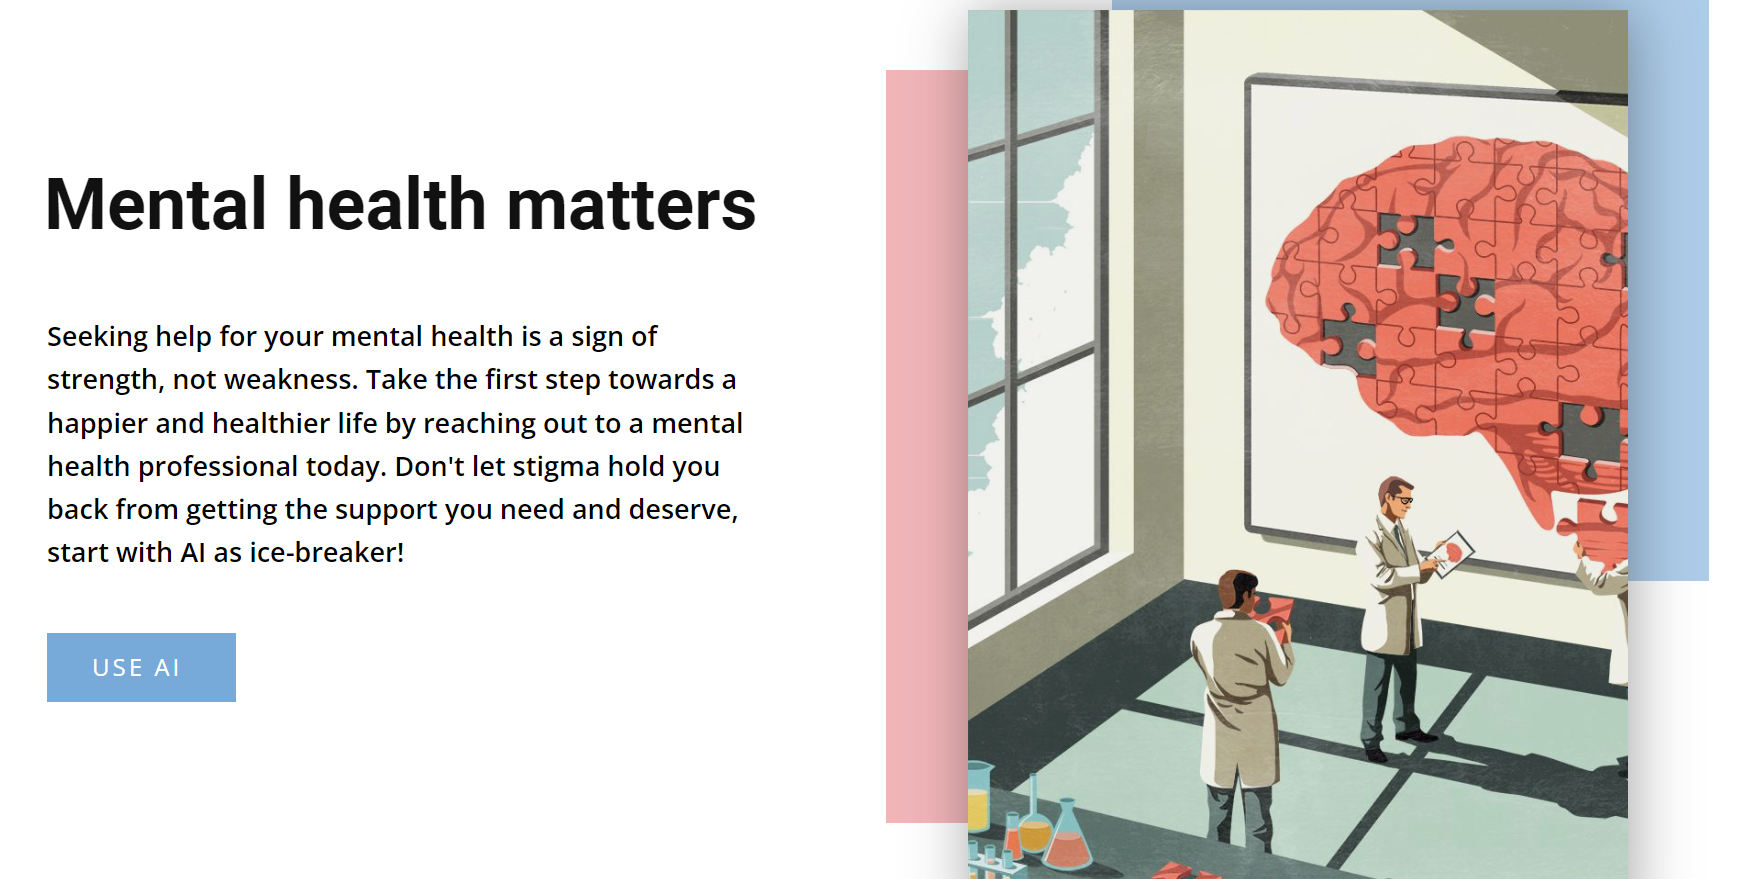 Mental health matters
Seeking help for your mental health is a sign of
strength, not weakness. Take the first step towards a
happier and healthier life by reaching out to a mental
health professional today. Don't let stigma hold you
back from getting the support you need and deserve,
start with AI as ice-breaker!
USE AI